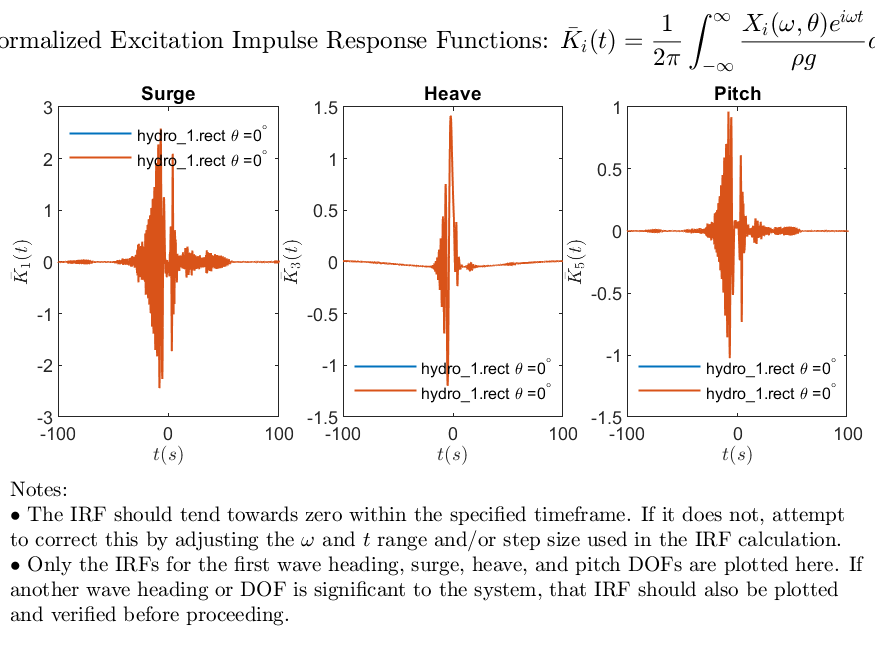 ormalized Excitation Impulse Response Functions: K̄ᵢ(t) = 1/2π ∫_{-∞}^{∞} Xᵢ(ω, θ)e^{iωt}/ρg
Surge Heave Pitch
3 2 1 0 -1 -2 -3
1.5 1 0.5 0 -0.5 -1 -1.5
1 0.5 0 -0.5 -1 -1.5
hydro_1.rect θ =0°
hydro_1.rect θ =0°
hydro_1.rect θ =0°
hydro_1.rect θ =0°
hydro_1.rect θ =0°
hydro_1.rect θ =0°
K̄₁(t) K̄₃(t) K̄₅(t)
-100 0 100 -100 0 100 -100 0 100
t(s) t(s) t(s)
Notes:
• The IRF should tend towards zero within the specified timeframe. If it does not, attempt
to correct this by adjusting the ω and t range and/or step size used in the IRF calculation.
• Only the IRFs for the first wave heading, surge, heave, and pitch DOFs are plotted here. If
another wave heading or DOF is significant to the system, that IRF should also be plotted
and verified before proceeding.